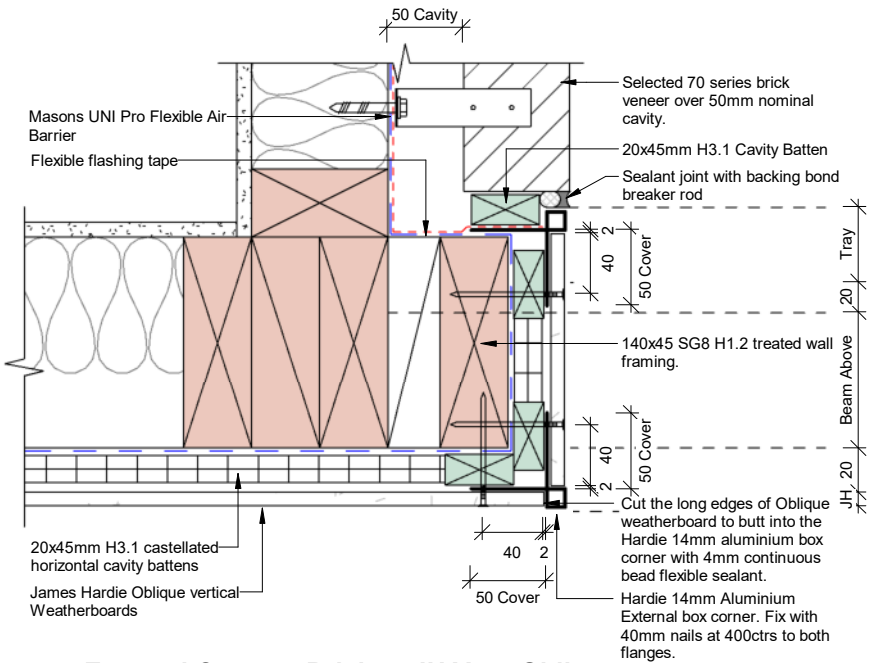 50 Cavity
Masons UNI Pro Flexible Air
Barrier
Flexible flashing tape
Selected 70 series brick
veneer over 50mm nominal
cavity.
20x45mm H3.1 Cavity Batten
Sealant joint with backing bond
breaker rod
2
40
50 Cover
Tray
20
140x45 SG8 H1.2 treated wall
framing.
Beam Above
40
2
50 Cover
20
JH
40
2
50 Cover
Cut the long edges of Oblique
weatherboard to butt into the
Hardie 14mm aluminium box
corner with 4mm continuous
bead flexible sealant.
Hardie 14mm Aluminium
External box corner. Fix with
40mm nails at 400ctrs to both
flanges.
20x45mm H3.1 castellated
horizontal cavity battens
James Hardie Oblique vertical
Weatherboards